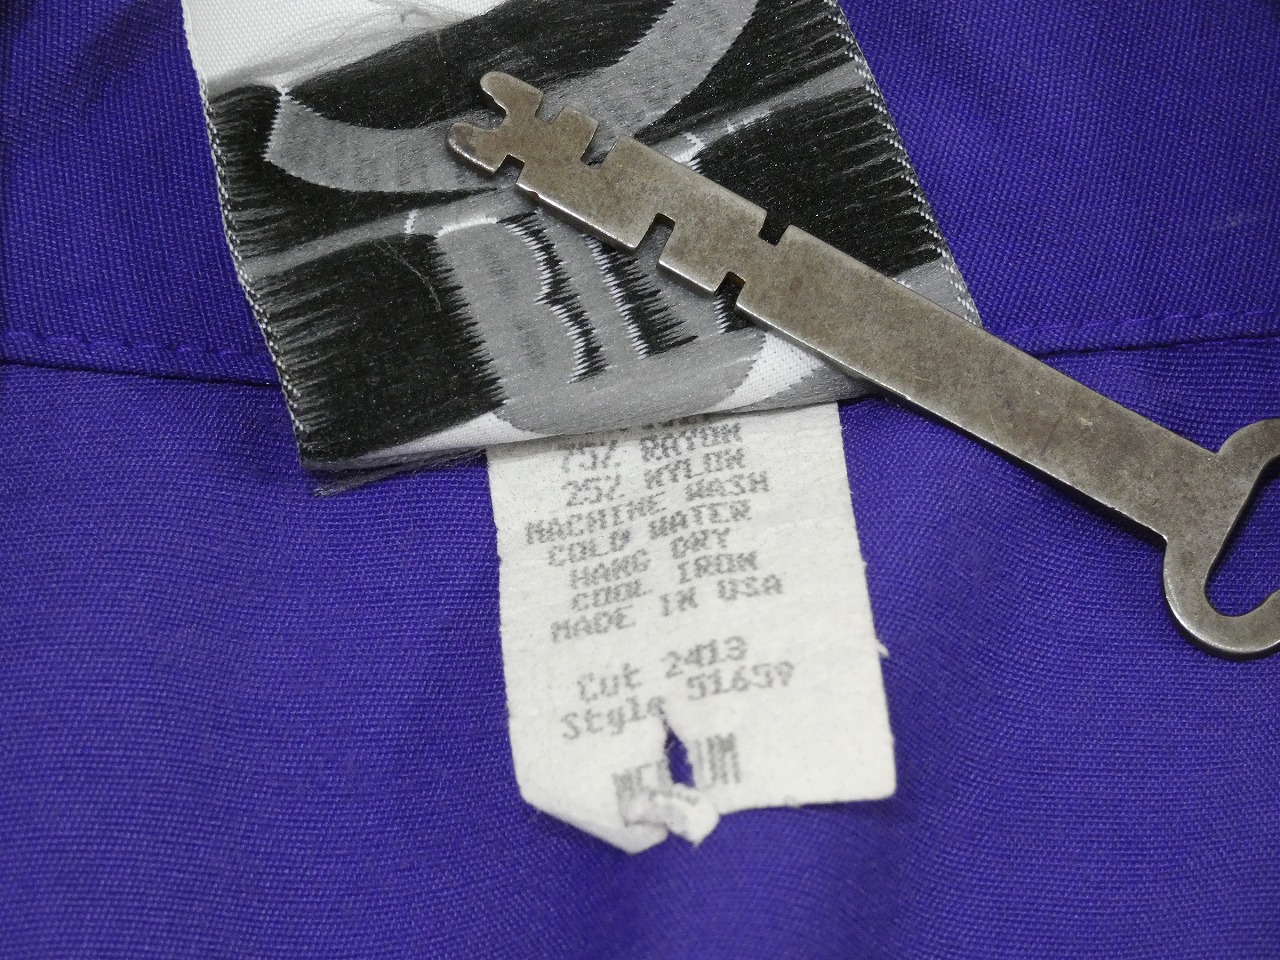 75% RAYON
25% NYLON
MACHINE WASH
COLD WATER
HANG DRY
COOL IRON
MADE IN USA
Cut 2413
Style 51659
MEDIUM